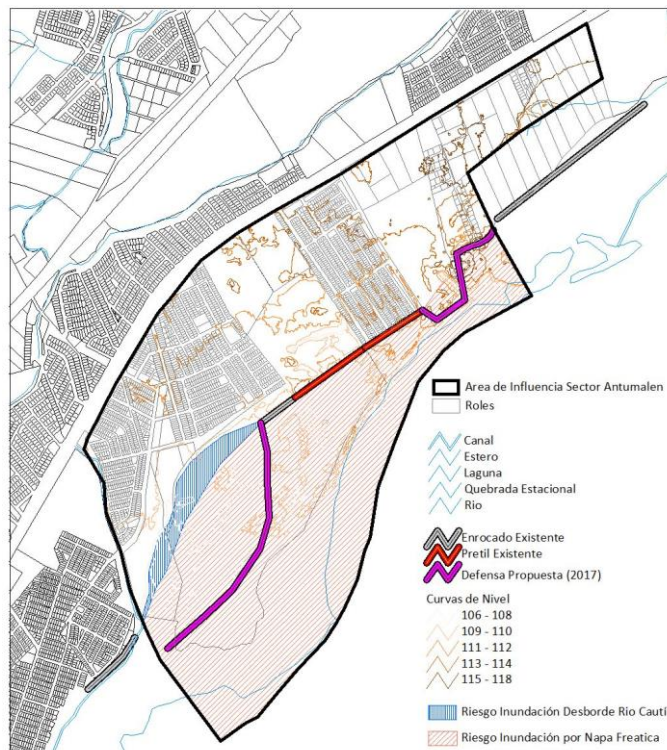 Area de Influencia Sector Antumalen
Roles
Canal
Estero
Laguna
Quebrada Estacional
Rio
Enrocado Existente
Pretil Existente
Defensa Propuesta (2017)
Curvas de Nivel
106 - 108
109 - 110
111 - 112
113 - 114
115 - 118
Riesgo Inundación Desborde Rio Cautí
Riesgo Inundación por Napa Freatica